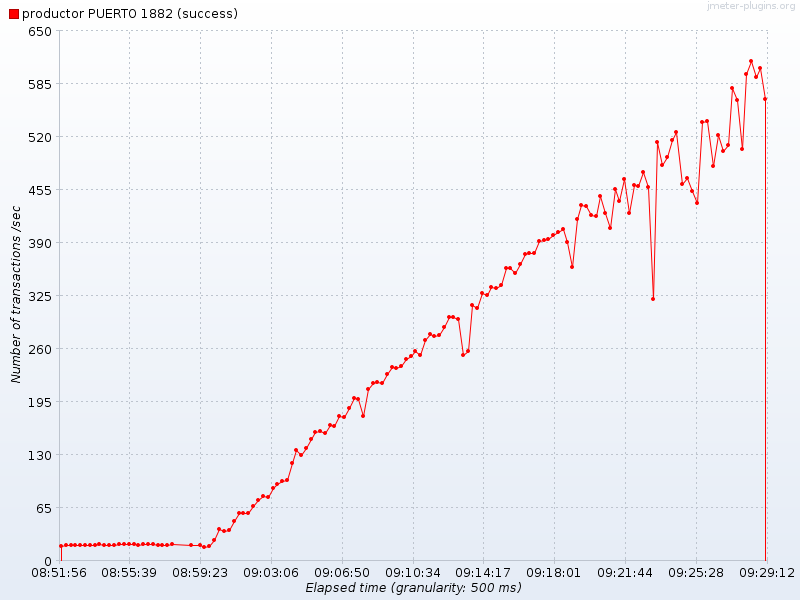 jmeter-plugins.org
productor PUERTO 1882 (success)
650
585
520
455
390
325
260
195
130
65
0
Number of transactions /sec
08:51:56 08:55:39 08:59:23 09:03:06 09:06:50 09:10:34 09:14:17 09:18:01 09:21:44 09:25:28 09:29:12
Elapsed time (granularity: 500 ms)